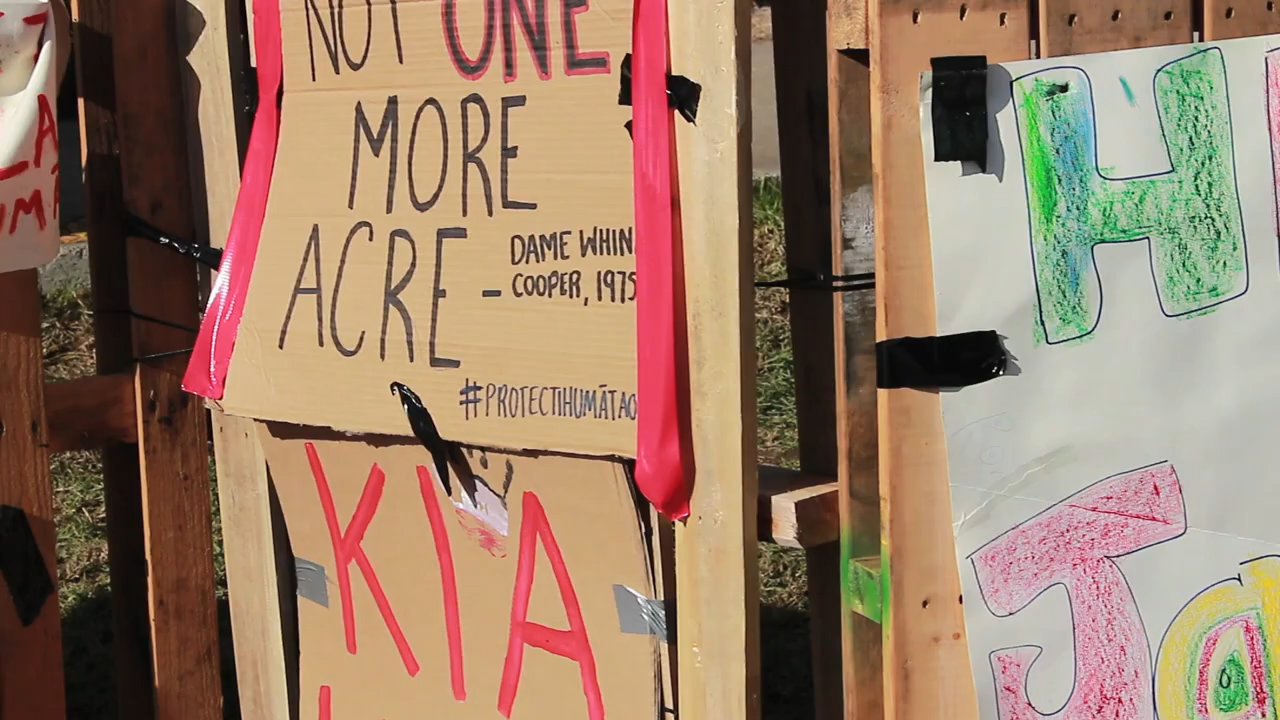 NOT ONE
MORE
ACRE
- DAME WHIN
COOPER, 1975
#PROTECTIHUMĀTAO
KIA
H
Ja